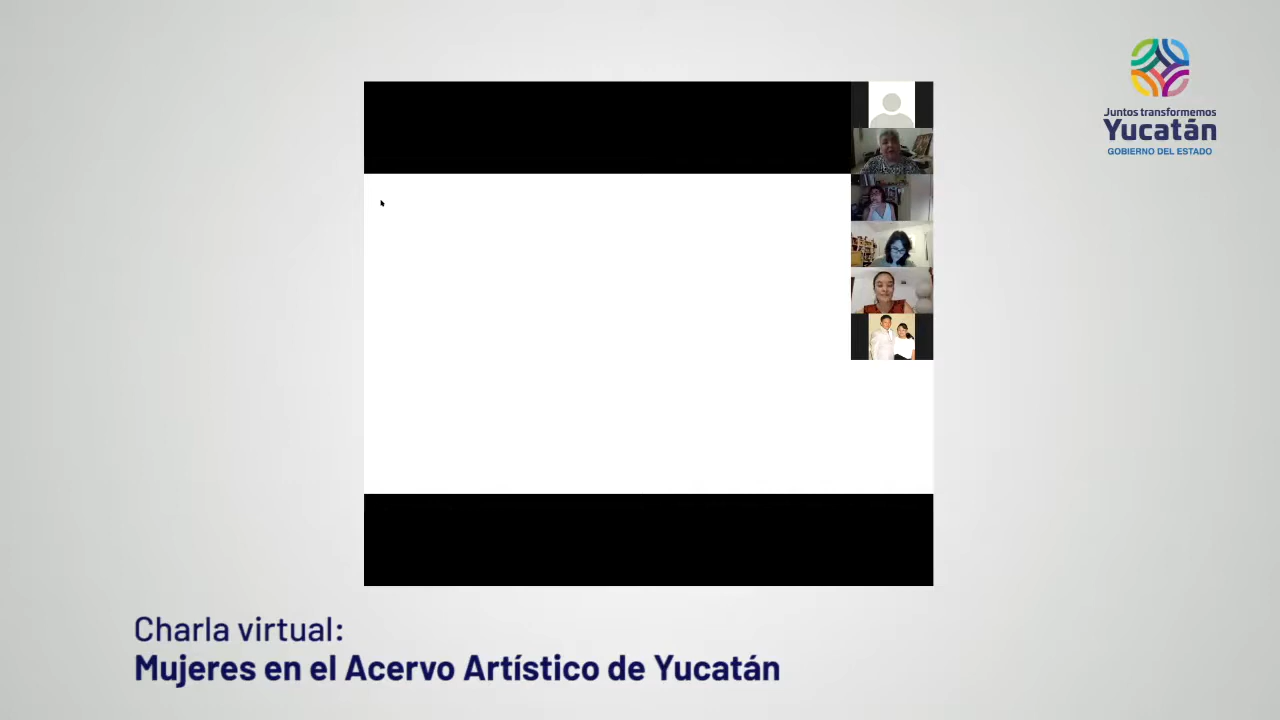 Juntos transformemos
Yucatán
GOBIERNO DEL ESTADO
Charla virtual:
Mujeres en el Acervo Artístico de Yucatán